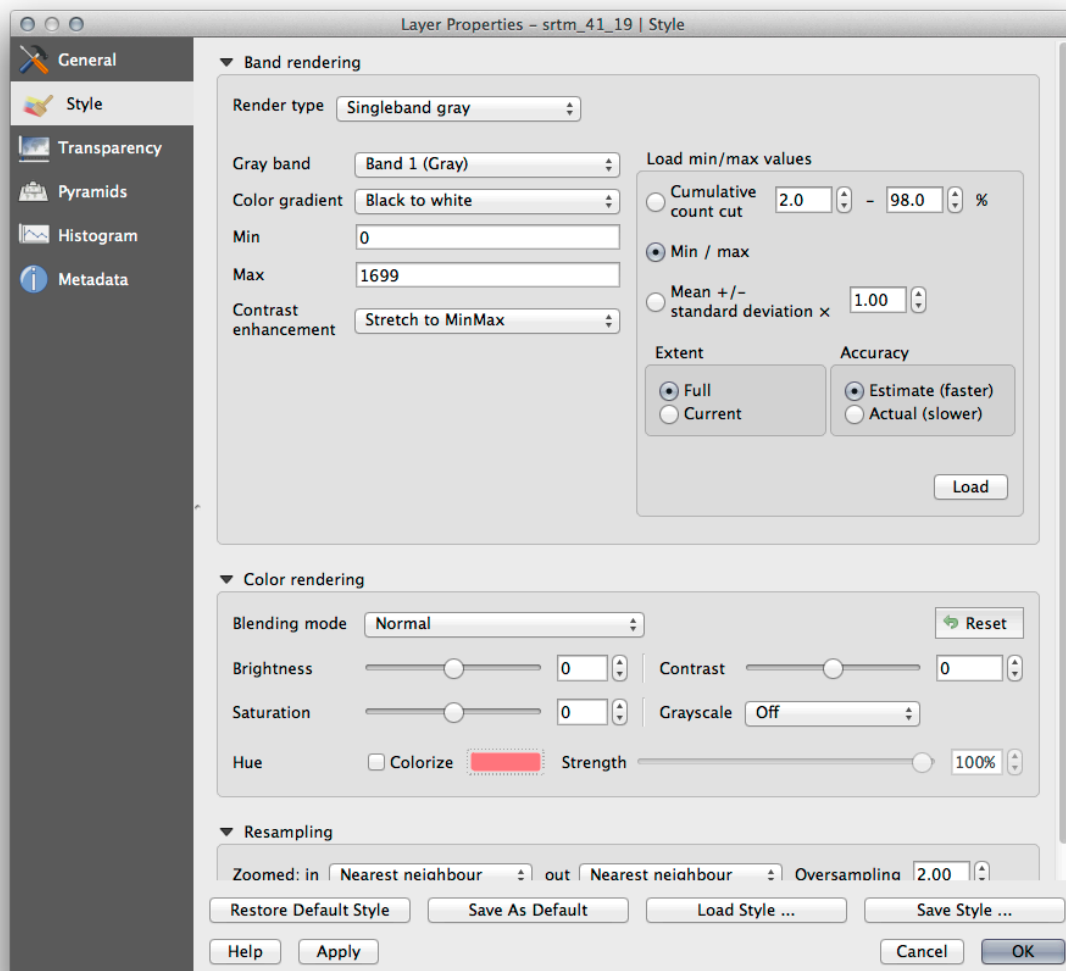 Layer Properties – srtm_41_19 | Style
General
Style
Transparency
Pyramids
Histogram
Metadata
Band rendering
Render type Singleband gray
Gray band Band 1 (Gray)
Color gradient Black to white
Min 0
Max 1699
Contrast
enhancement Stretch to MinMax
Load min/max values
Cumulative
count cut 2.0 – 98.0 %
Min / max
Mean +/–
standard deviation × 1.00
Extent
Full
Current
Accuracy
Estimate (faster)
Actual (slower)
Load
Color rendering
Blending mode Normal Reset
Brightness 0 Contrast 0
Saturation 0 Grayscale Off
Hue Colorize Strength 100%
Resampling
Zoomed: in Nearest neighbour out Nearest neighbour Oversampling 2.00
Restore Default Style Save As Default Load Style ... Save Style ...
Help Apply Cancel OK